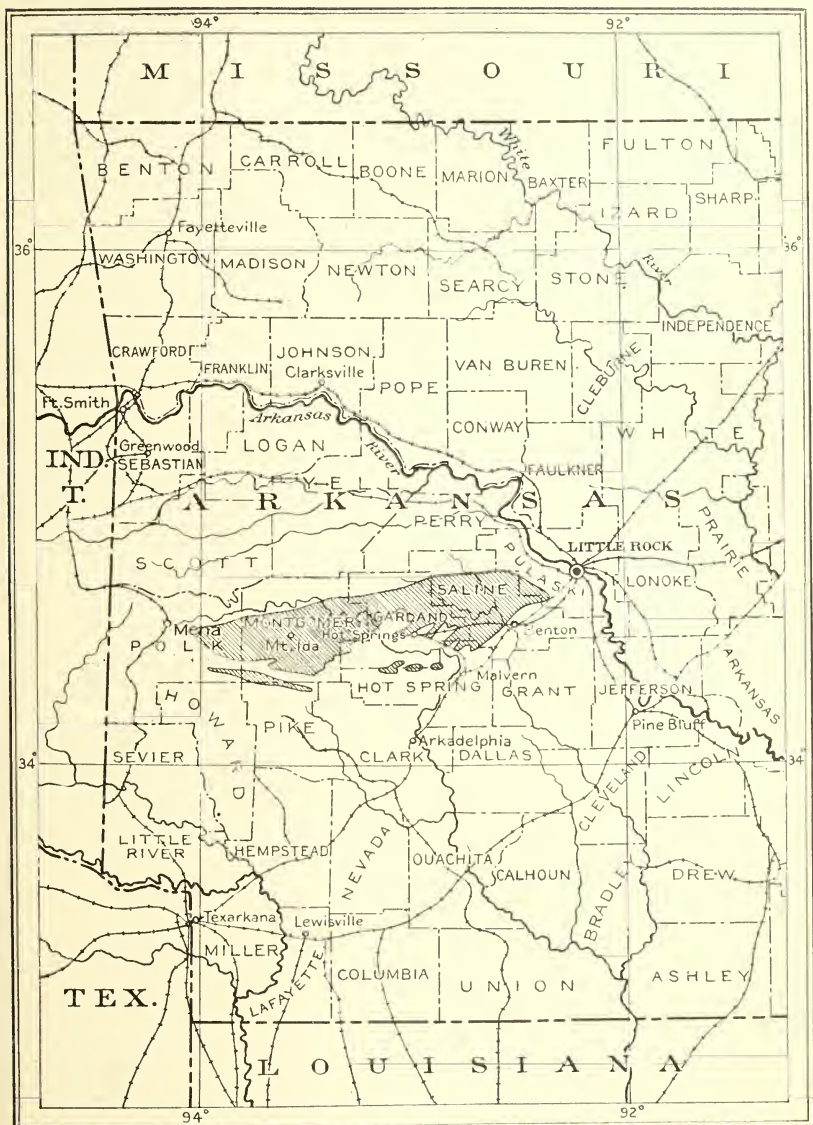 94°
92°
MISSOURI
White
FULTON
BENTON
CARROLL
BOONE
MARION
BAXTER
SHARP
IZARD
Fayetteville
36°
36°
WASHINGTON
MADISON
NEWTON
SEARCY
STONE
River
INDEPENDENCE
CRAWFORD
FRANKLIN
JOHNSON
Clarksville
POPE
VAN BUREN
CLEBURNE
Ft. Smith
Arkansas
River
CONWAY
WHITE
LOGAN
Greenwood
SEBASTIAN
IND.
T.
FAULKNER
YELL
ARKANSAS
PERRY
PRAIRIE
SCOTT
PULASKI
LITTLE ROCK
LONOKE
SALINE
MONTGOMERY
GARLAND
Mena
Hot Springs
Benton
POLK
Mt. Ida
Malvern
HOT SPRING
GRANT
JEFFERSON
ARKANSAS
HOWARD
PIKE
Pine Bluff
Arkadelphia
SEVIER
CLARK
DALLAS
34°
34°
CLEVELAND
LINCOLN
LITTLE
RIVER
HEMPSTEAD
NEVADA
OUACHITA
CALHOUN
BRADLEY
DREW
Texarkana
Lewisville
MILLER
LAFAYETTE
COLUMBIA
UNION
ASHLEY
TEX.
LOUISIANA
94°
92°